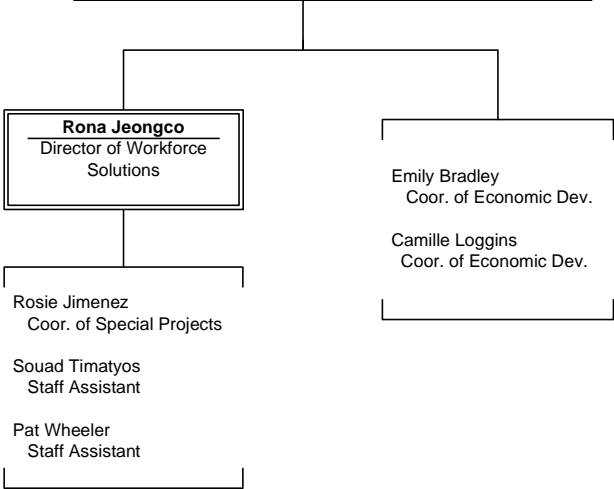 Rona Jeongco
Director of Workforce
Solutions
Rosie Jimenez
Coor. of Special Projects
Souad Timatyos
Staff Assistant
Pat Wheeler
Staff Assistant
Emily Bradley
Coor. of Economic Dev.
Camille Loggins
Coor. of Economic Dev.